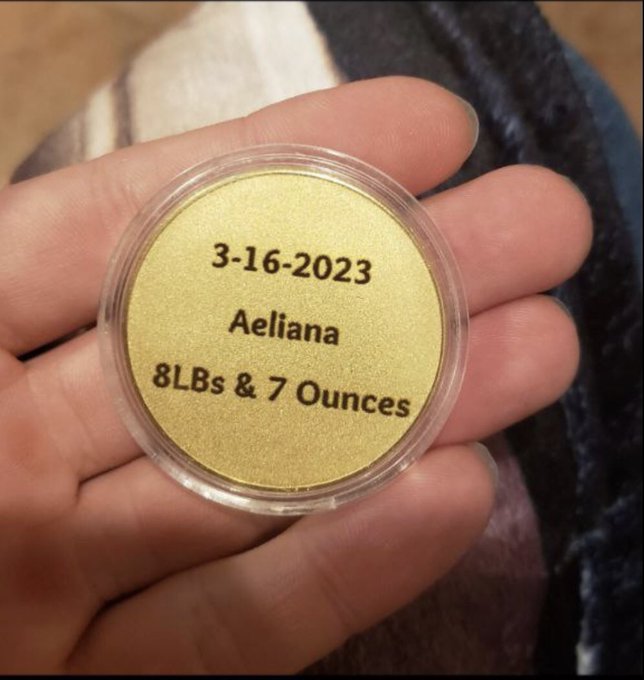 3-16-2023
Aeliana
8LBs & 7 Ounces